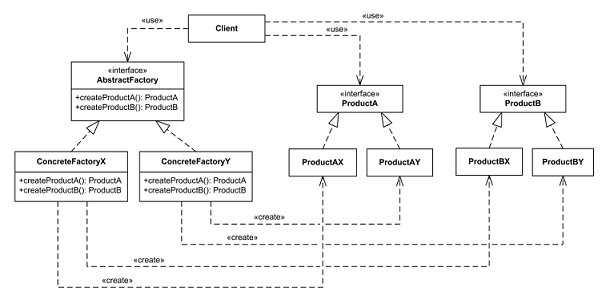 «use»
Client
«use»
«use»
«interface»
AbstractFactory
+createProductA(): ProductA
+createProductB(): ProductB
«interface»
ProductA
«interface»
ProductB
ConcreteFactoryX
+createProductA(): ProductA
+createProductB(): ProductB
ConcreteFactoryY
+createProductA(): ProductA
+createProductB(): ProductB
ProductAX
ProductAY
ProductBX
ProductBY
«create»
«create»
«create»
«create»